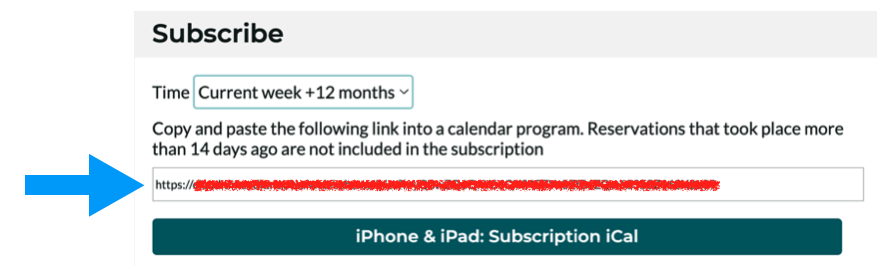 Subscribe
Time Current week +12 months
Copy and paste the following link into a calendar program. Reservations that took place more
than 14 days ago are not included in the subscription
https://
iPhone & iPad: Subscription iCal